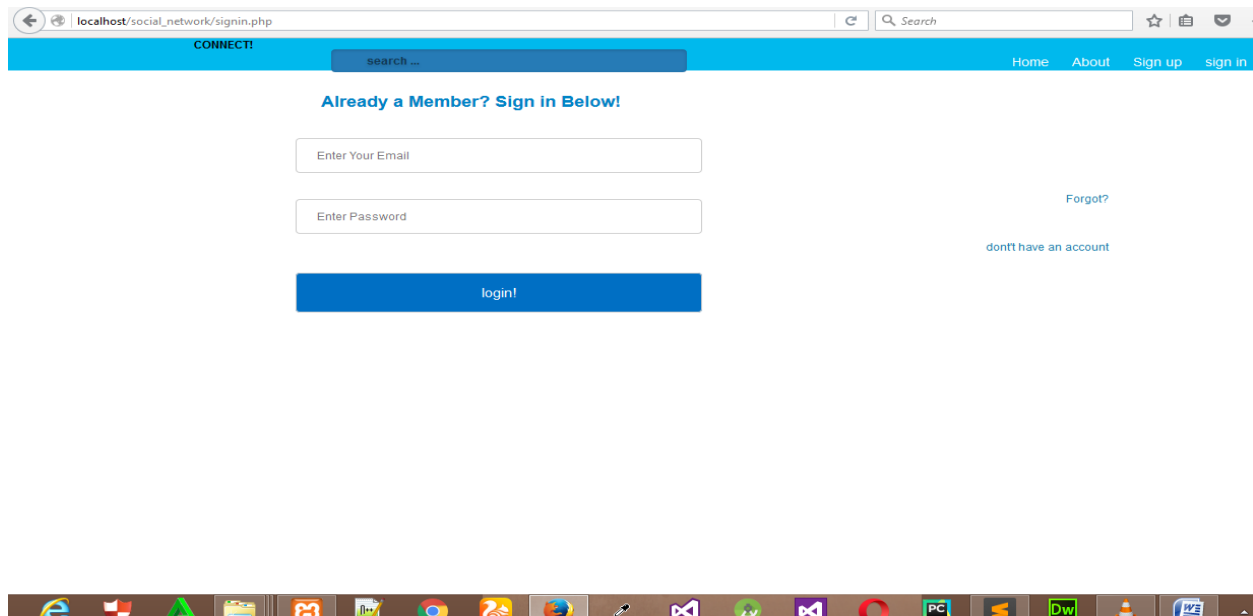 localhost/social_network/signin.php
Search
CONNECT!
search ...
Home About Sign up sign in
Already a Member? Sign in Below!
Enter Your Email
Forgot?
Enter Password
dont't have an account
login!
n++
PC
Dw
W